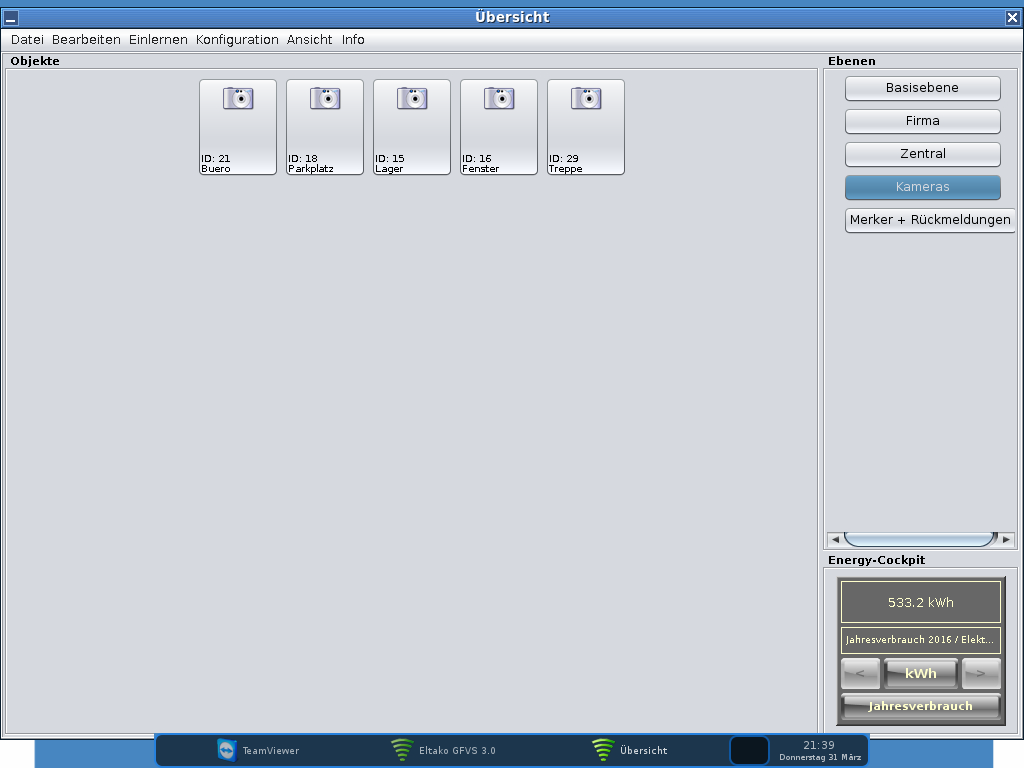 Übersicht
Datei Bearbeiten Einlernen Konfiguration Ansicht Info
Objekte
ID: 21
Buero
ID: 18
Parkplatz
ID: 15
Lager
ID: 16
Fenster
ID: 29
Treppe
Ebenen
Basisebene
Firma
Zentral
Kameras
Merker + Rückmeldungen
Energy-Cockpit
533.2 kWh
Jahresverbrauch 2016 / Elekt...
< kWh >
Jahresverbrauch
TeamViewer
Eltako GFVS 3.0
Übersicht
21:39
Donnerstag 31 März